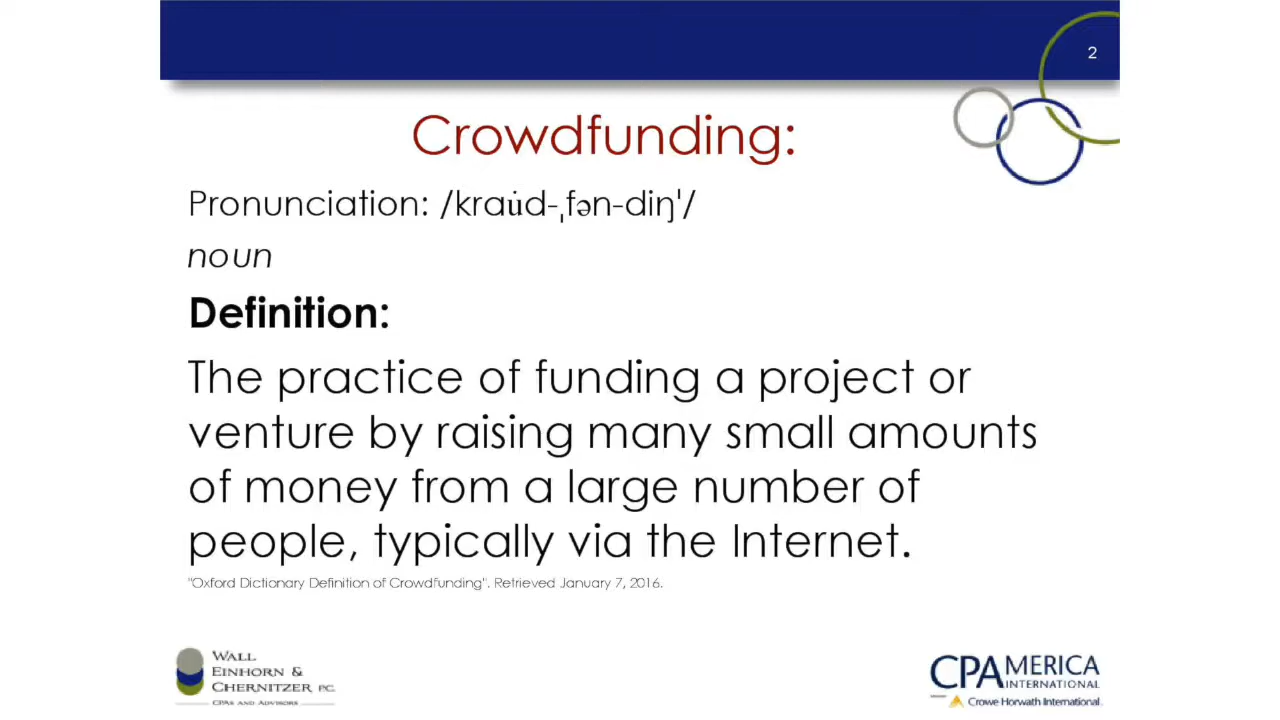 2
Crowdfunding:
Pronunciation: /krau̇d-ˌfən-diŋˈ/
noun
Definition:
The practice of funding a project or
venture by raising many small amounts
of money from a large number of
people, typically via the Internet.
"Oxford Dictionary Definition of Crowdfunding". Retrieved January 7, 2016.
WALL
EINHORN &
CHERNITZER P.C.
CPAS AND ADVISORS
CPAMERICA
INTERNATIONAL
Crowe Horwath International.